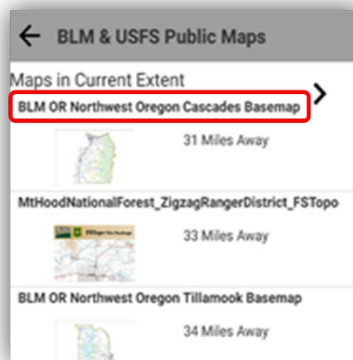 BLM & USFS Public Maps
Maps in Current Extent
BLM OR Northwest Oregon Cascades Basemap
31 Miles Away
MtHoodNationalForest_ZigzagRangerDistrict_FSTopo
33 Miles Away
BLM OR Northwest Oregon Tillamook Basemap
34 Miles Away